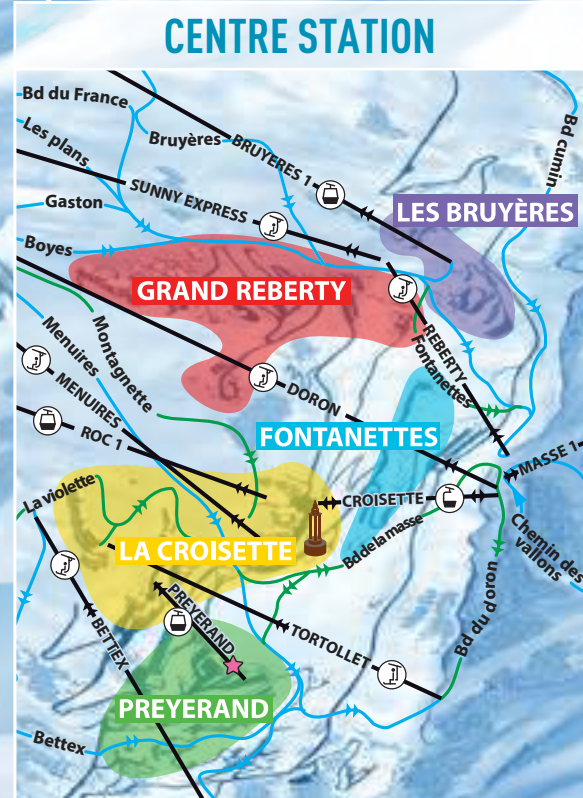 CENTRE STATION
Bd du France
Bruyères
BRUYERES 1
Bd cumin
Les plans
SUNNY EXPRESS
Gaston
LES BRUYÈRES
Boyes
GRAND REBERTY
REBERTY
Fontanettes
Menuires
Montagnette
MENUIRES
DORON
ROC 1
FONTANETTES
MASSE 1
La violette
CROISETTE
Chemin des
vallons
LA CROISETTE
Bd de la masse
PREYERAND
TORTOLLET
Bd du doron
BETTEX
PREYERAND
Bettex